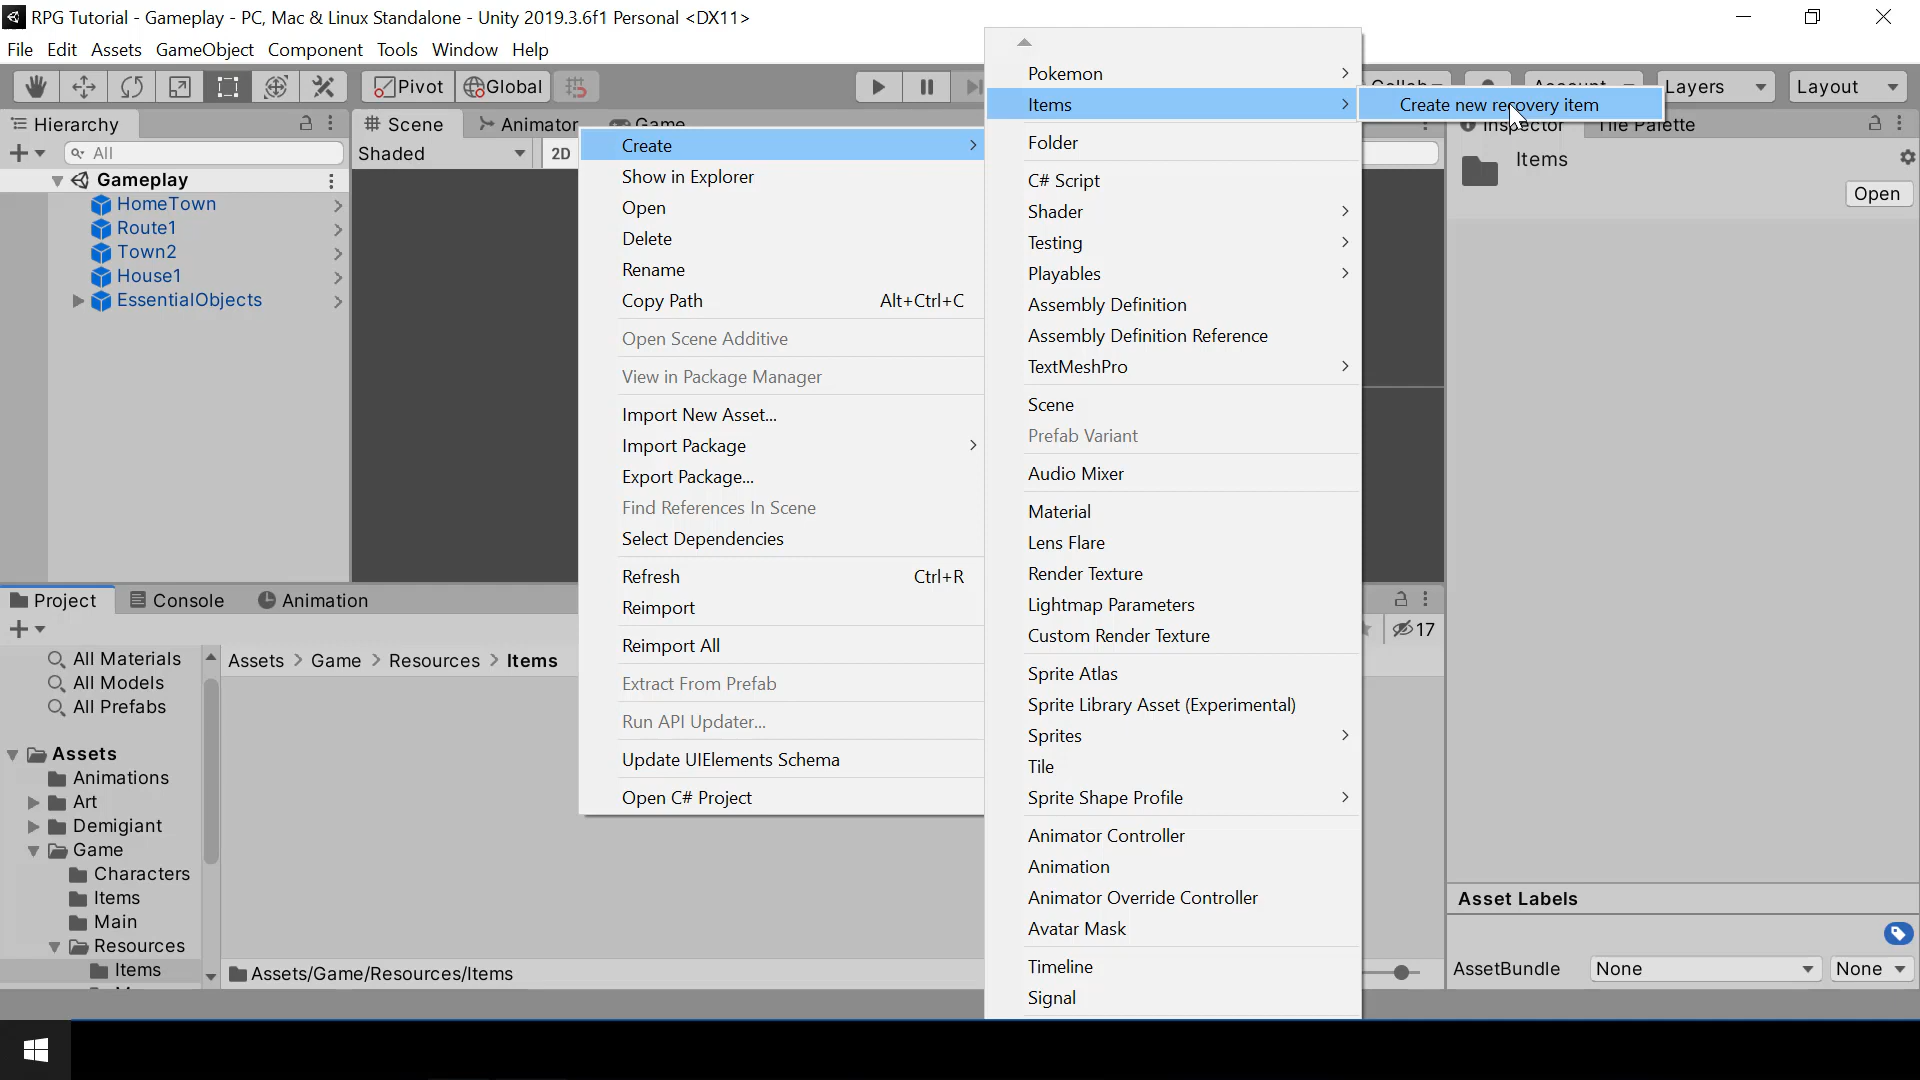 RPG Tutorial - Gameplay - PC, Mac & Linux Standalone - Unity 2019.3.6f1 Personal <DX11>
File Edit Assets GameObject Component Tools Window Help
Pivot Global Account Layers Layout
Hierarchy
All
Gameplay
HomeTown
Route1
Town2
House1
EssentialObjects
Scene Animator Game
Shaded 2D
Create
Show in Explorer
Open
Delete
Rename
Copy Path Alt+Ctrl+C
Open Scene Additive
View in Package Manager
Import New Asset...
Import Package
Export Package...
Find References In Scene
Select Dependencies
Refresh Ctrl+R
Reimport
Reimport All
Extract From Prefab
Run API Updater...
Update UIElements Schema
Open C# Project
Pokemon
Items
Folder
C# Script
Shader
Testing
Playables
Assembly Definition
Assembly Definition Reference
TextMeshPro
Scene
Prefab Variant
Audio Mixer
Material
Lens Flare
Render Texture
Lightmap Parameters
Custom Render Texture
Sprite Atlas
Sprite Library Asset (Experimental)
Sprites
Tile
Sprite Shape Profile
Animator Controller
Animation
Animator Override Controller
Avatar Mask
Timeline
Signal
Create new recovery item
Inspector Tile Palette
Items
Open
Asset Labels
AssetBundle None None
Project Console Animation
17
All Materials
All Models
All Prefabs
Assets
Animations
Art
Demigiant
Game
Characters
Items
Main
Resources
Items
Assets > Game > Resources > Items
Assets/Game/Resources/Items